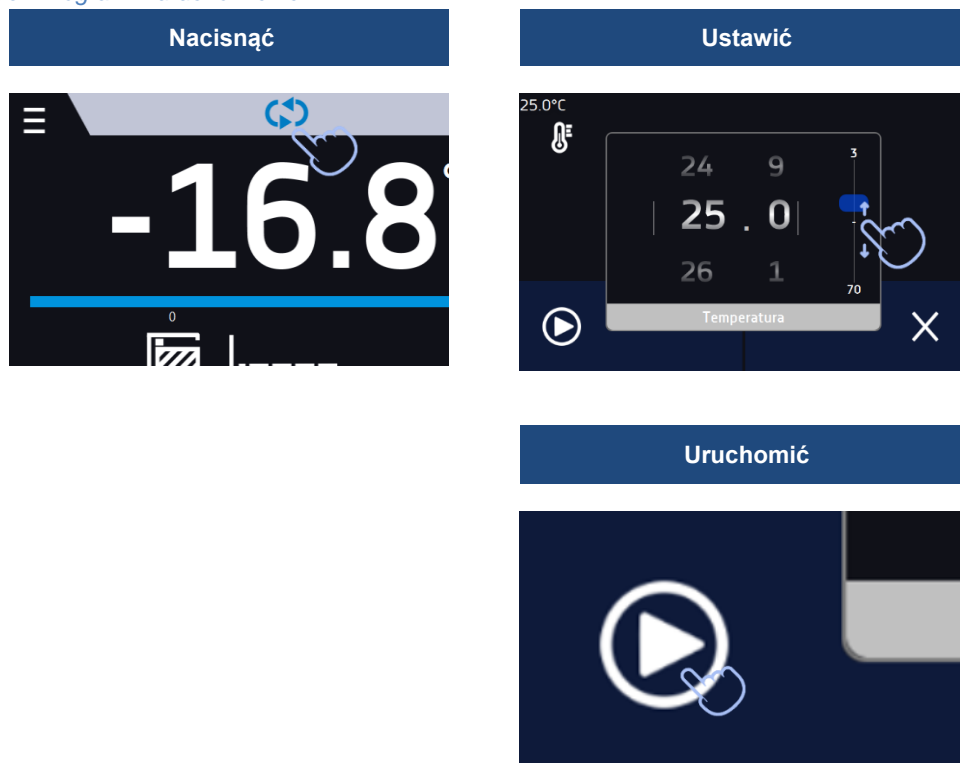 Nacisnąć
Ustawić
-16.8°
0
25.0°C
24 9
3
25 . 0
26 1
70
Temperatura
Uruchomić